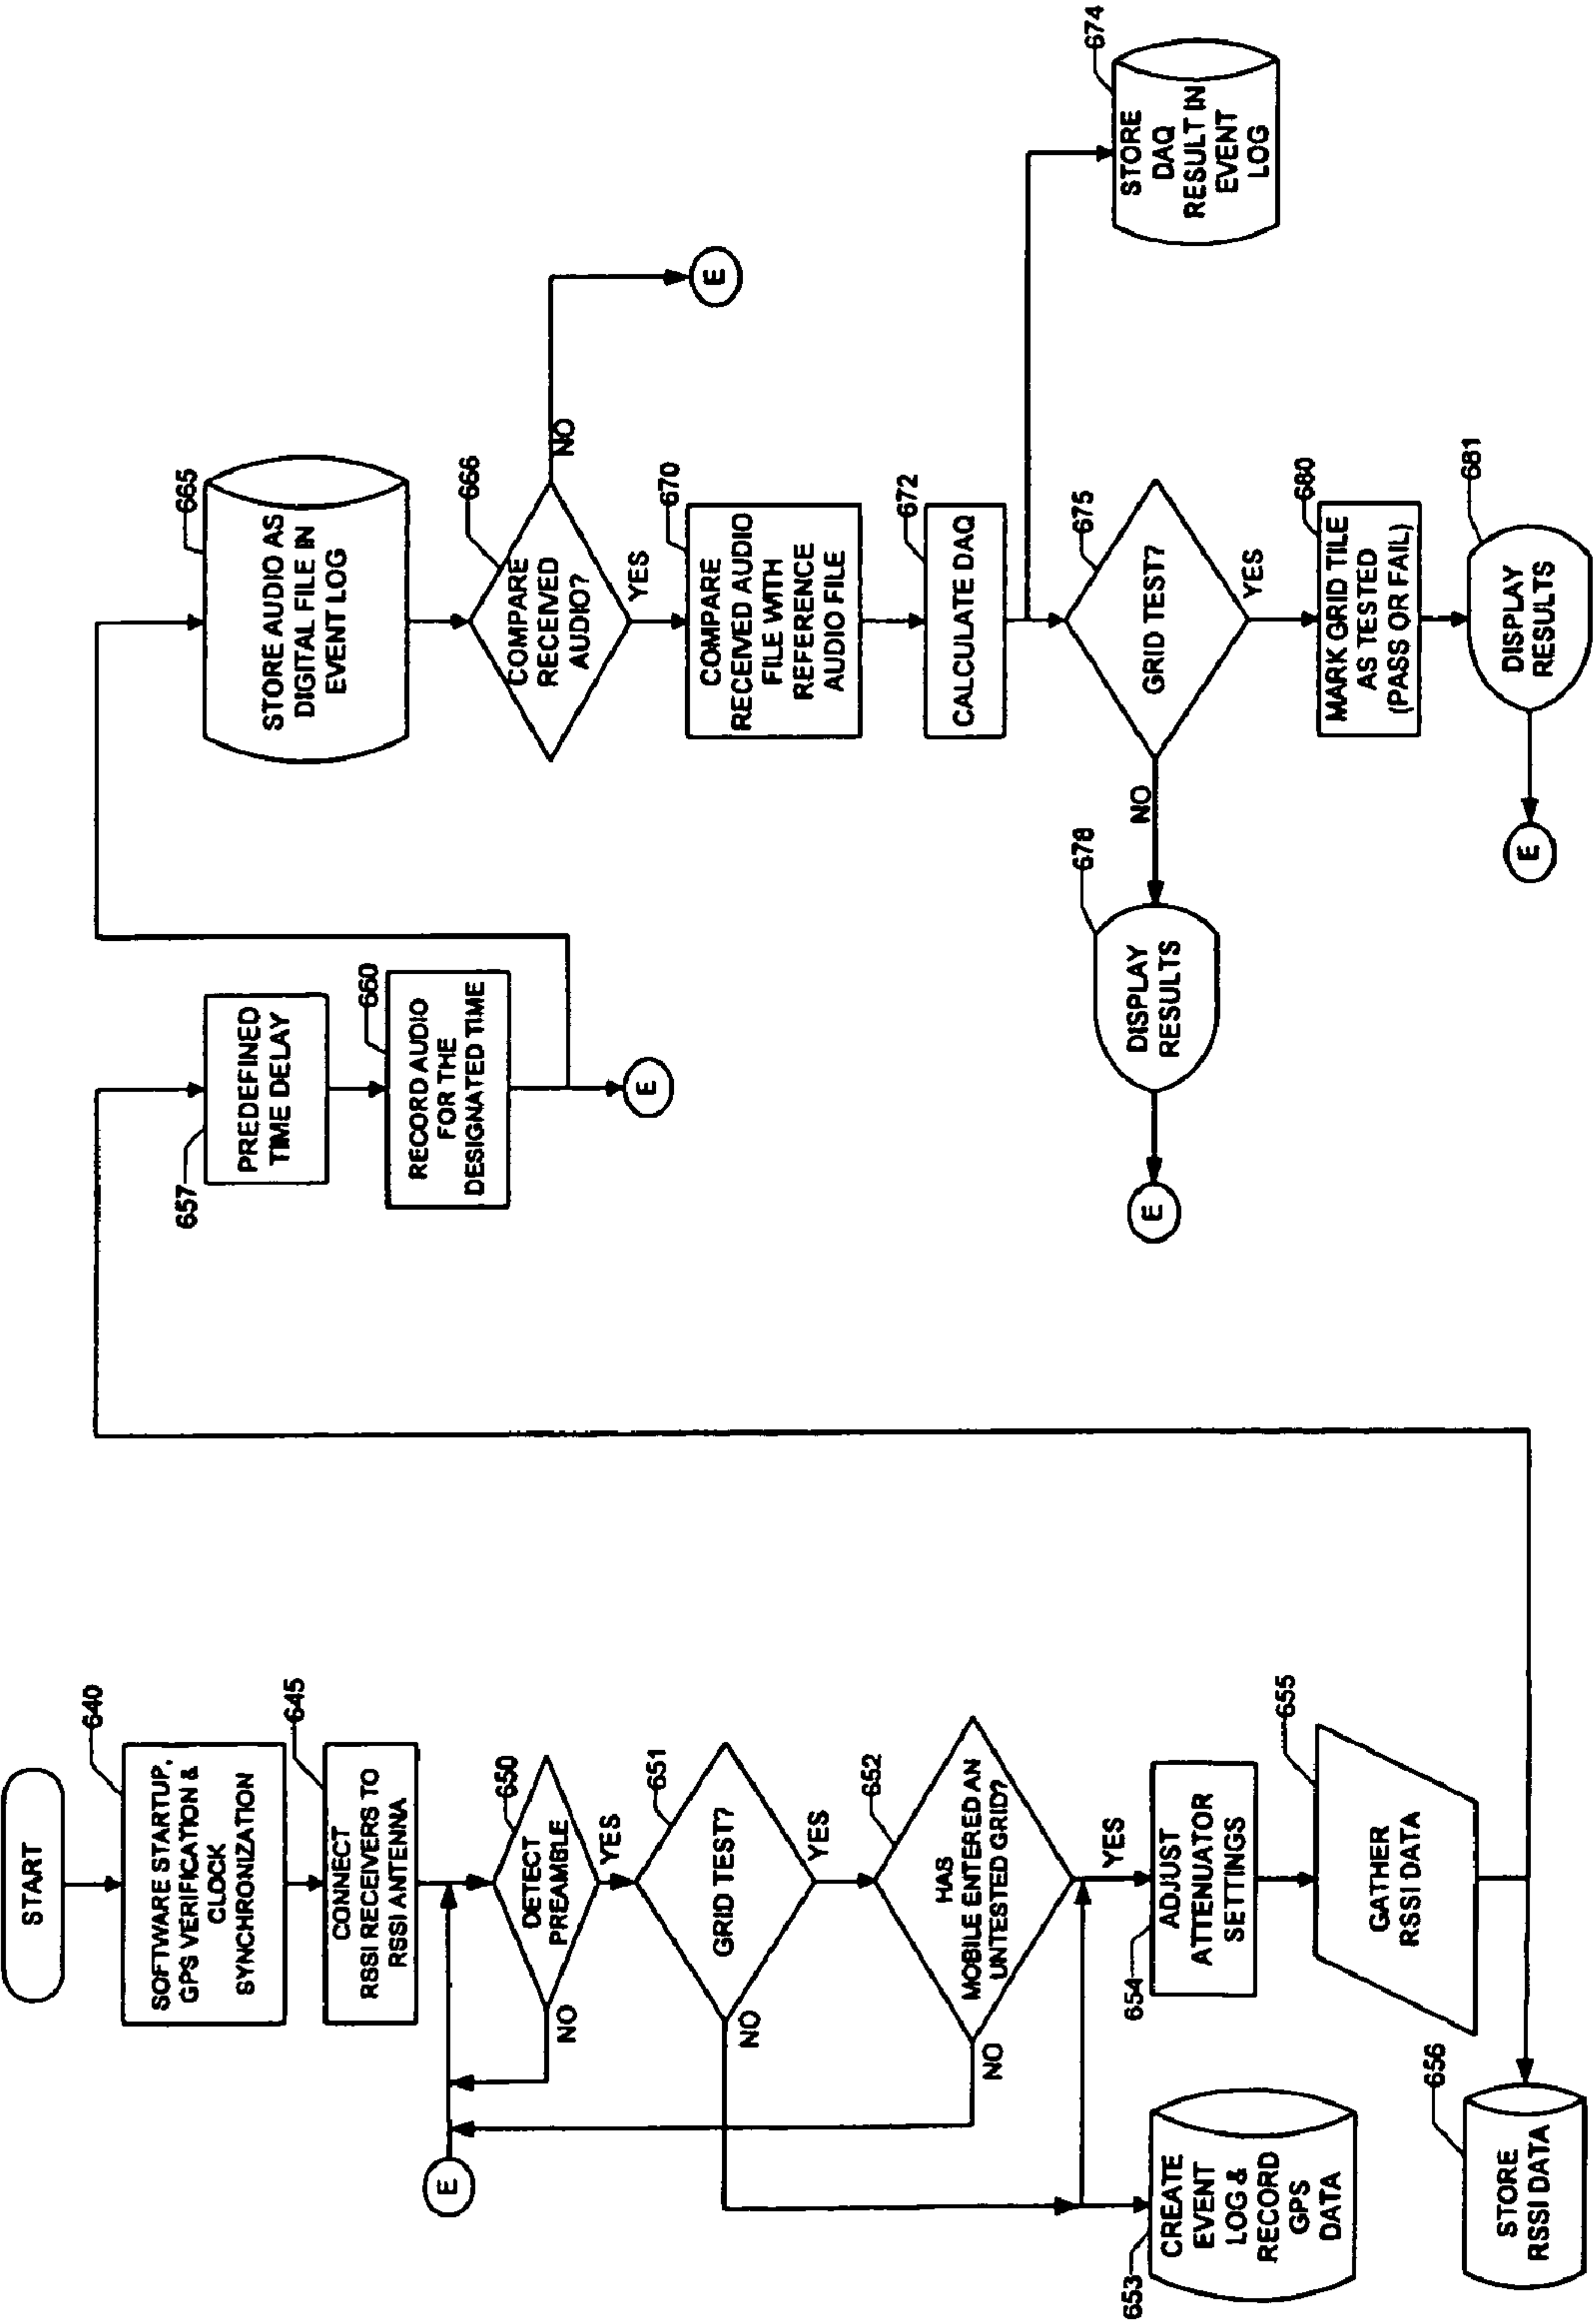 START
640
SOFTWARE STARTUP,
GPS VERIFICATION &
CLOCK
SYNCHRONIZATION
645
CONNECT
RSSI RECEIVERS TO
RSSI ANTENNA
E
650
DETECT
PREAMBLE
NO
YES
651
GRID TEST?
NO
YES
652
HAS
MOBILE ENTERED AN
UNTESTED GRID?
NO
YES
653
CREATE
EVENT
LOG &
RECORD
GPS
DATA
654
ADJUST
ATTENUATOR
SETTINGS
655
GATHER
RSSI DATA
656
STORE
RSSI DATA
657
PREDEFINED
TIME DELAY
660
RECORD AUDIO
FOR THE
DESIGNATED TIME
E
665
STORE AUDIO AS
DIGITAL FILE IN
EVENT LOG
666
COMPARE
RECEIVED
AUDIO?
NO
E
YES
670
COMPARE
RECEIVED AUDIO
FILE WITH
REFERENCE
AUDIO FILE
672
CALCULATE DAQ
674
STORE
DAQ
RESULT IN
EVENT
LOG
675
GRID TEST?
NO
678
DISPLAY
RESULTS
E
YES
680
MARK GRID TILE
AS TESTED
(PASS OR FAIL)
681
DISPLAY
RESULTS
E